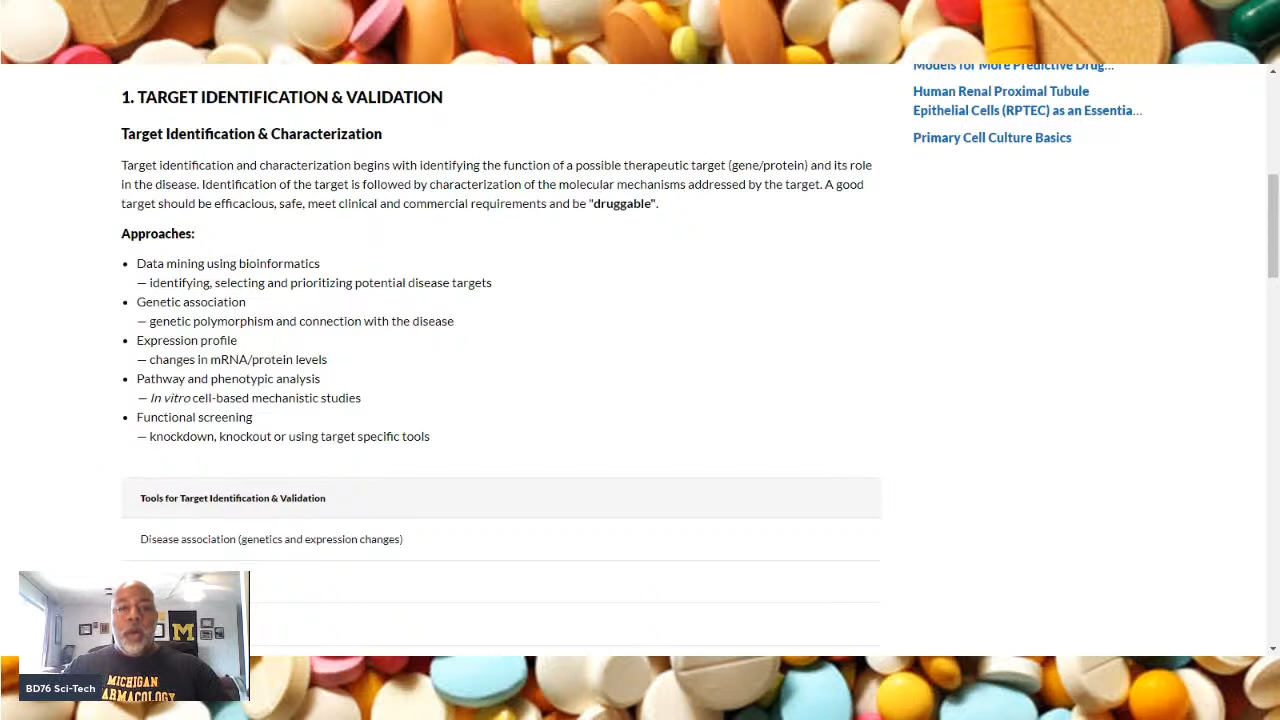 Models for More Predictive Drug...
1. TARGET IDENTIFICATION & VALIDATION
Human Renal Proximal Tubule
Epithelial Cells (RPTEC) as an Essentia...
Primary Cell Culture Basics
Target Identification & Characterization
Target identification and characterization begins with identifying the function of a possible therapeutic target (gene/protein) and its role
in the disease. Identification of the target is followed by characterization of the molecular mechanisms addressed by the target. A good
target should be efficacious, safe, meet clinical and commercial requirements and be "druggable".
Approaches:
• Data mining using bioinformatics
— identifying, selecting and prioritizing potential disease targets
• Genetic association
— genetic polymorphism and connection with the disease
• Expression profile
— changes in mRNA/protein levels
• Pathway and phenotypic analysis
— In vitro cell-based mechanistic studies
• Functional screening
— knockdown, knockout or using target specific tools
Tools for Target Identification & Validation
Disease association (genetics and expression changes)
M
MICHIGAN
HARMACOLOGY
BD76 Sci-Tech